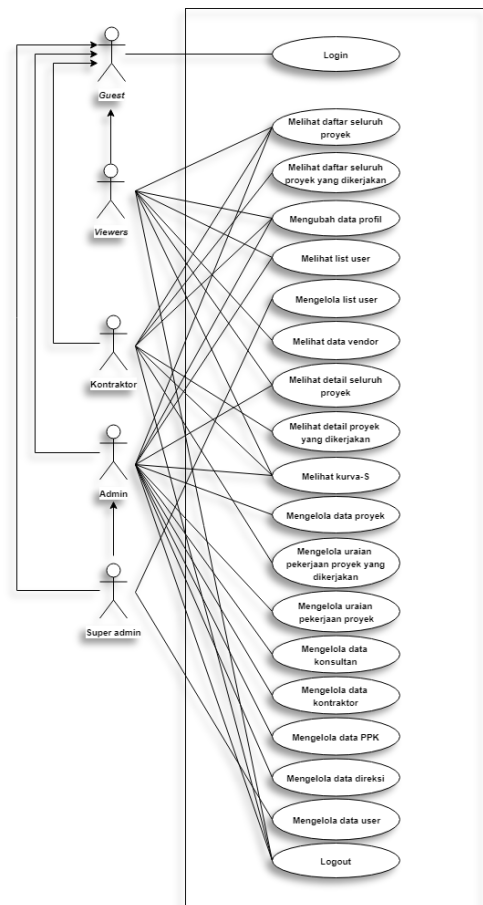 Guest
Login
Melihat daftar seluruh
proyek
Melihat daftar seluruh
proyek yang dikerjakan
Viewers
Mengubah data profil
Melihat list user
Mengelola list user
Kontraktor
Melihat data vendor
Melihat detail seluruh
proyek
Melihat detail proyek
yang dikerjakan
Admin
Melihat kurva-S
Mengelola data proyek
Mengelola uraian
pekerjaan proyek yang
dikerjakan
Super admin
Mengelola uraian
pekerjaan proyek
Mengelola data
konsultan
Mengelola data
kontraktor
Mengelola data PPK
Mengelola data direksi
Mengelola data user
Logout